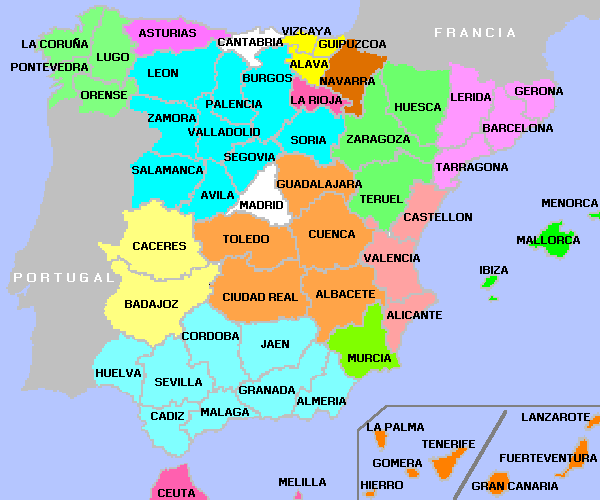 ASTURIAS
VIZCAYA
FRANCIA
LA CORUÑA
CANTABRIA
GUIPUZCOA
LUGO
PONTEVEDRA
ALAVA
LEON
BURGOS
NAVARRA
ORENSE
PALENCIA
LA RIOJA
HUESCA
LERIDA
GERONA
ZAMORA
VALLADOLID
SORIA
ZARAGOZA
BARCELONA
SEGOVIA
SALAMANCA
AVILA
GUADALAJARA
TARRAGONA
MADRID
TERUEL
CASTELLON
MENORCA
CACERES
TOLEDO
CUENCA
MALLORCA
VALENCIA
PORTUGAL
IBIZA
BADAJOZ
CIUDAD REAL
ALBACETE
ALICANTE
CORDOBA
JAEN
MURCIA
HUELVA
SEVILLA
GRANADA
ALMERIA
CADIZ
MALAGA
LA PALMA
LANZAROTE
TENERIFE
GOMERA
FUERTEVENTURA
HIERRO
GRAN CANARIA
MELILLA
CEUTA